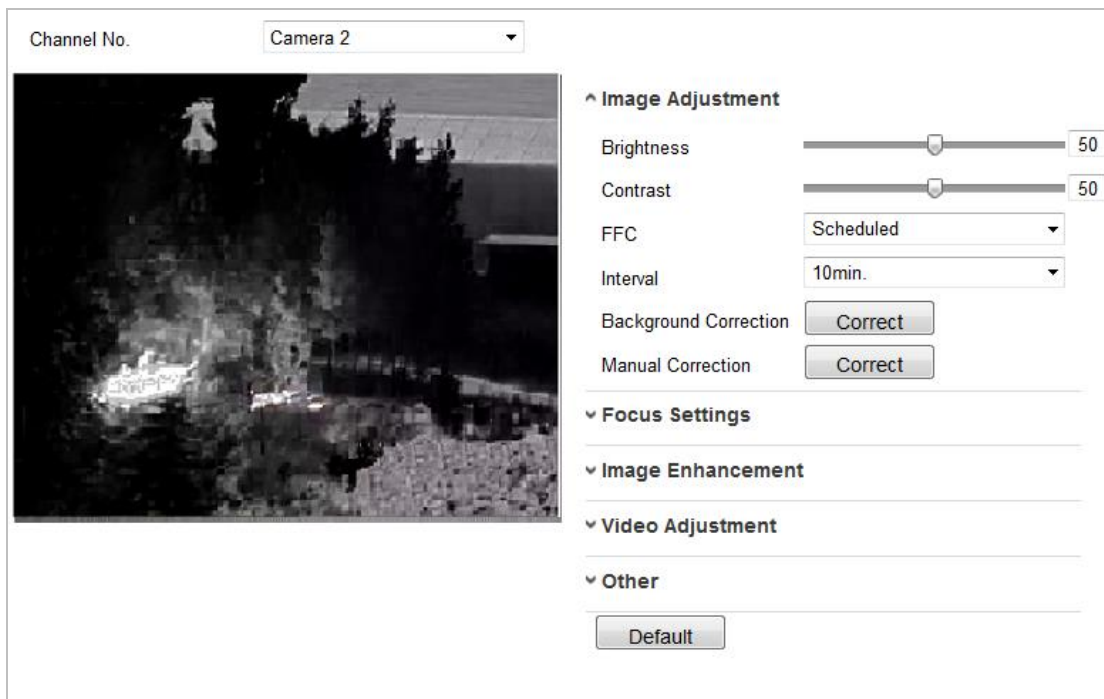 Channel No. Camera 2
Image Adjustment
Brightness 50
Contrast 50
FFC Scheduled
Interval 10min.
Background Correction Correct
Manual Correction Correct
Focus Settings
Image Enhancement
Video Adjustment
Other
Default